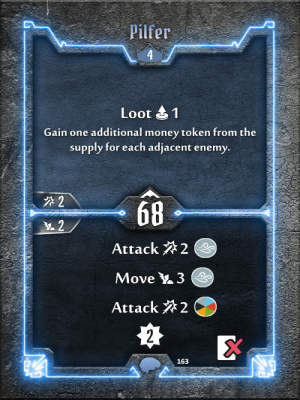 Pilfer
4
Loot 1
Gain one additional money token from the
supply for each adjacent enemy.
2
68
2
Attack 2
Move 3
Attack 2
2
163